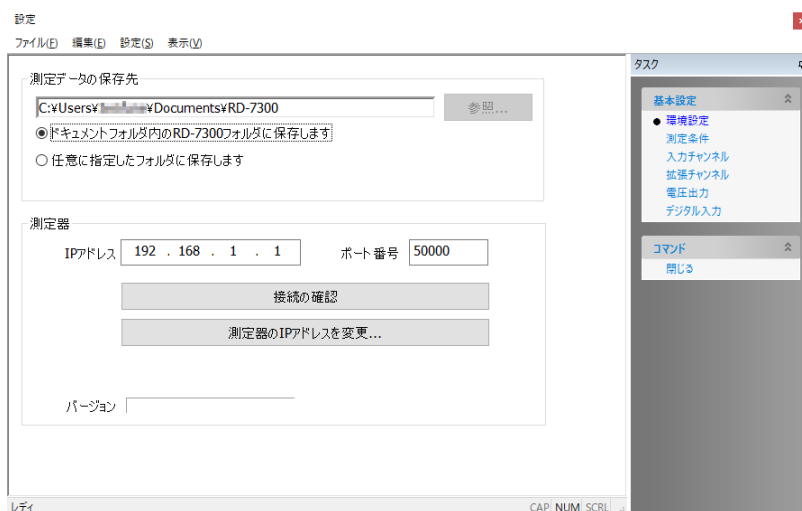 設定
ファイル(F) 編集(E) 設定(S) 表示(V)
測定データの保存先
C:¥Users¥ ¥Documents¥RD-7300
参照...
ドキュメントフォルダ内のRD-7300フォルダに保存します
任意に指定したフォルダに保存します
測定器
IPアドレス 192 . 168 . 1 . 1 ポート番号 50000
接続の確認
測定器のIPアドレスを変更...
バージョン
レディ
CAP NUM SCRL
タスク
基本設定
環境設定
測定条件
入力チャンネル
拡張チャンネル
電圧出力
デジタル入力
コマンド
閉じる